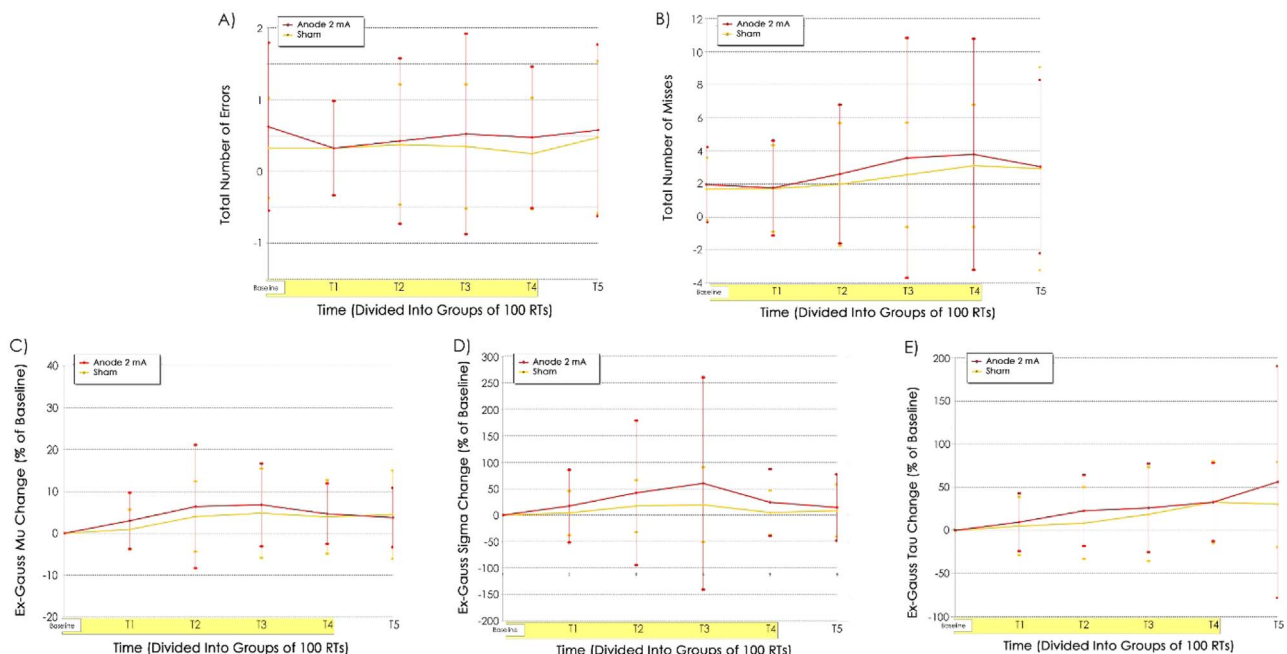 A)
Anode 2 mA
Sham
Total Number of Errors
2
1
0
-1
Baseline T1 T2 T3 T4 T5
Time (Divided Into Groups of 100 RTs)
B)
Anode 2 mA
Sham
Total Number of Misses
12
10
8
6
4
2
0
-2
-4
Baseline T1 T2 T3 T4 T5
Time (Divided Into Groups of 100 RTs)
C)
Anode 2 mA
Sham
Ex-Gauss Mu Change (% of Baseline)
40
30
20
10
0
-10
-20
Baseline T1 T2 T3 T4 T5
Time (Divided Into Groups of 100 RTs)
D)
Anode 2 mA
Sham
Ex-Gauss Sigma Change (% of Baseline)
300
250
200
150
100
50
0
-50
-100
-150
-200
Baseline T1 T2 T3 T4 T5
Time (Divided Into Groups of 100 RTs)
E)
Anode 2 mA
Sham
Ex-Gauss Tau Change (% of Baseline)
200
150
100
50
0
-50
-100
Baseline T1 T2 T3 T4 T5
Time (Divided Into Groups of 100 RTs)